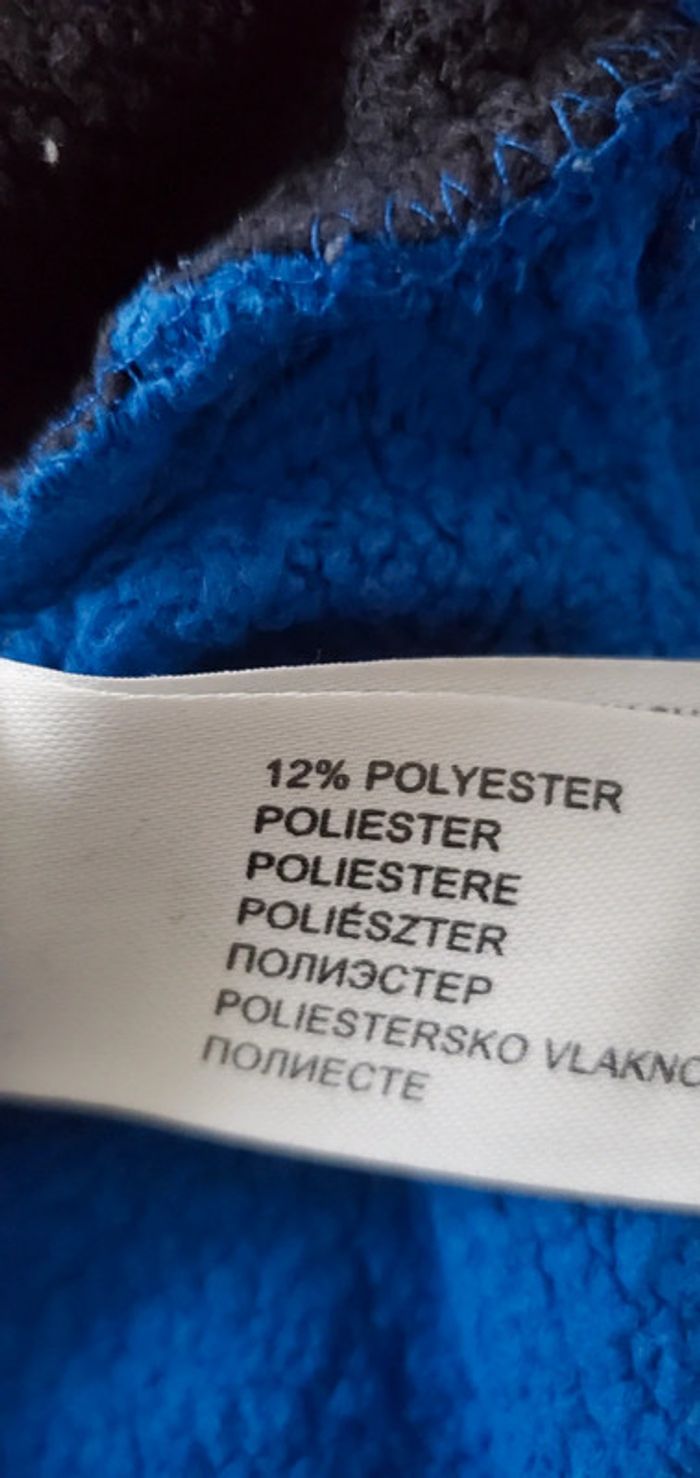 12% POLYESTER
POLIESTER
POLIESTERE
POLIÉSZTER
ПОЛИЭСТЕР
POLIESTERSKO VLAKNO
ПОЛИЕСТЕ